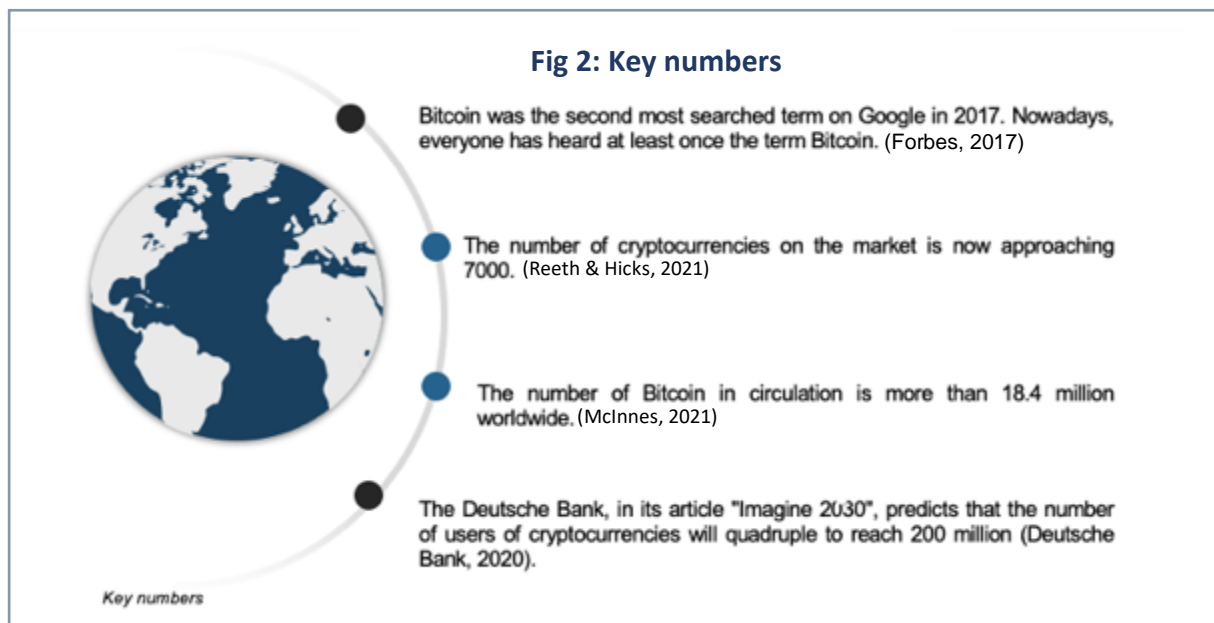 Fig 2: Key numbers
Bitcoin was the second most searched term on Google in 2017. Nowadays,
everyone has heard at least once the term Bitcoin. (Forbes, 2017)
The number of cryptocurrencies on the market is now approaching
7000. (Reeth & Hicks, 2021)
The number of Bitcoin in circulation is more than 18.4 million
worldwide. (McInnes, 2021)
The Deutsche Bank, in its article "Imagine 2030", predicts that the number
of users of cryptocurrencies will quadruple to reach 200 million (Deutsche
Bank, 2020).
Key numbers